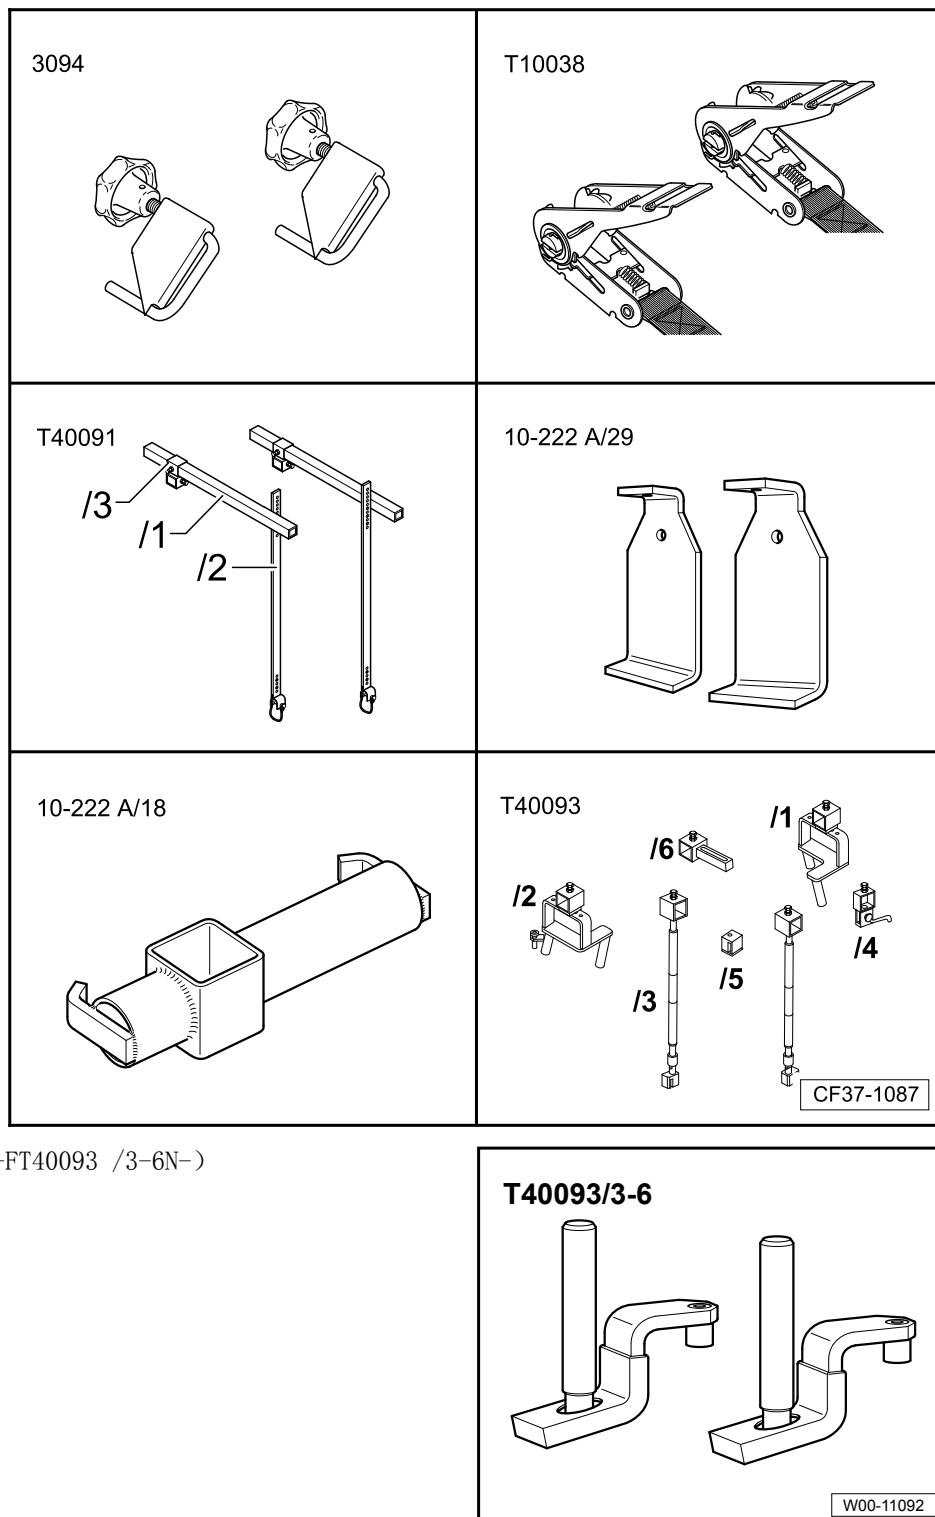 3094
T10038
T40091
/3
/1
/2
10-222 A/29
10-222 A/18
T40093
/1
/6
/2
/4
/5
/3
CF37-1087
-FT40093 /3-6N-）
T40093/3-6
W00-11092